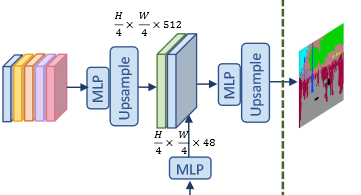 H/4 × W/4 × 512
MLP
Upsample
MLP
Upsample
H/4 × W/4 × 48
MLP